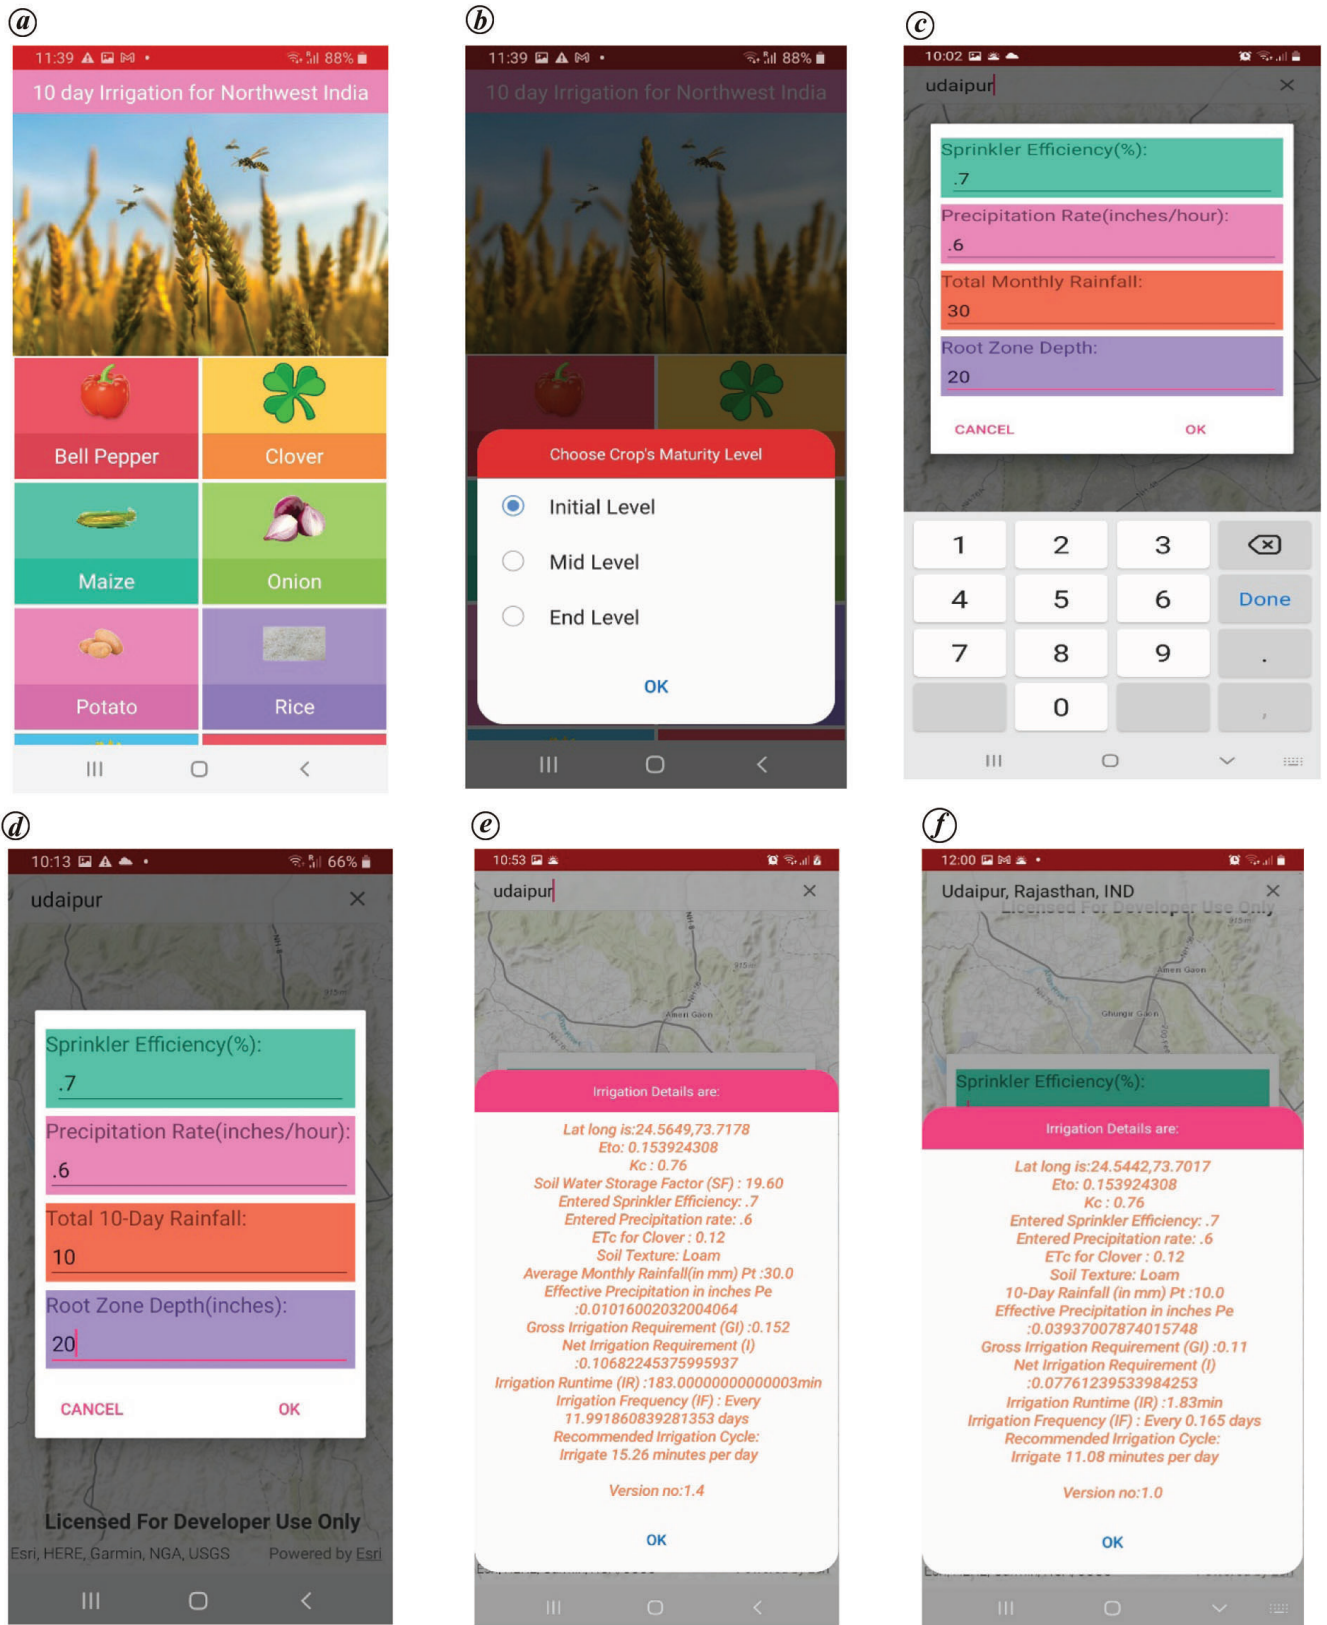 a
11:39 88%
10 day Irrigation for Northwest India
Bell Pepper Clover
Maize Onion
Potato Rice
b
11:39 88%
10 day Irrigation for Northwest India
Choose Crop's Maturity Level
Initial Level
Mid Level
End Level
OK
c
10:02
udaipur
Sprinkler Efficiency(%):
.7
Precipitation Rate(inches/hour):
.6
Total Monthly Rainfall:
30
Root Zone Depth:
20
CANCEL OK
1 2 3
4 5 6 Done
7 8 9 .
0 ,
d
10:13 66%
udaipur
915 m
Sprinkler Efficiency(%):
.7
Precipitation Rate(inches/hour):
.6
Total 10-Day Rainfall:
10
Root Zone Depth(inches):
20
CANCEL OK
Licensed For Developer Use Only
Esri, HERE, Garmin, NGA, USGS Powered by Esri
e
10:53
udaipur
NH-8
915 m
Ameri Gaon
Irrigation Details are:
Lat long is:24.5649,73.7178
Eto: 0.153924308
Kc : 0.76
Soil Water Storage Factor (SF) : 19.60
Entered Sprinkler Efficiency: .7
Entered Precipitation rate: .6
ETc for Clover : 0.12
Soil Texture: Loam
Average Monthly Rainfall(in mm) Pt :30.0
Effective Precipitation in inches Pe
:0.01016002032004064
Gross Irrigation Requirement (GI) :0.152
Net Irrigation Requirement (I)
:0.10682245375995937
Irrigation Runtime (IR) :183.00000000000003min
Irrigation Frequency (IF) : Every
11.991860839281353 days
Recommended Irrigation Cycle:
Irrigate 15.26 minutes per day
Version no:1.4
OK
f
12:00
Udaipur, Rajasthan, IND
Licensed For Developer Use Only
915 m
Ameri Gaon
Ghungir Gaon
Sprinkler Efficiency(%):
Irrigation Details are:
Lat long is:24.5442,73.7017
Eto: 0.153924308
Kc : 0.76
Entered Sprinkler Efficiency: .7
Entered Precipitation rate: .6
ETc for Clover : 0.12
Soil Texture: Loam
10-Day Rainfall (in mm) Pt :10.0
Effective Precipitation in inches Pe
:0.03937007874015748
Gross Irrigation Requirement (GI) :0.11
Net Irrigation Requirement (I)
:0.07761239533984253
Irrigation Runtime (IR) :1.83min
Irrigation Frequency (IF) : Every 0.165 days
Recommended Irrigation Cycle:
Irrigate 11.08 minutes per day
Version no:1.0
OK